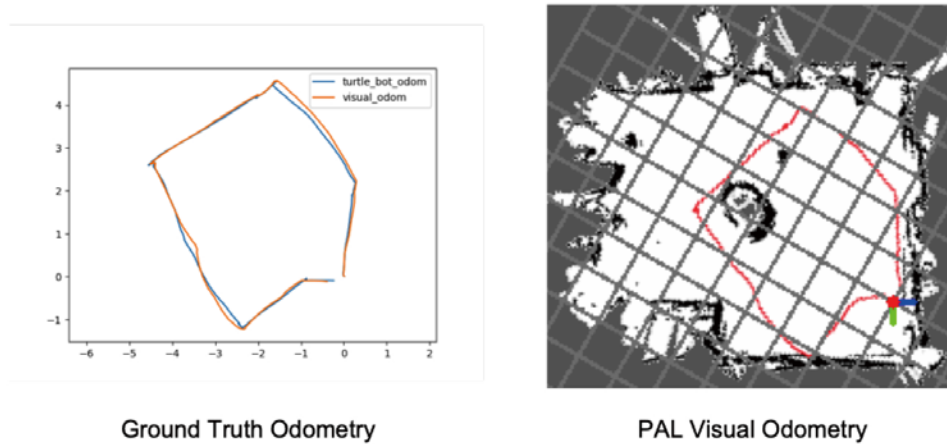 turtle_bot_odom
visual_odom
4
3
2
1
0
−1
−6 −5 −4 −3 −2 −1 0 1 2
Ground Truth Odometry
PAL Visual Odometry